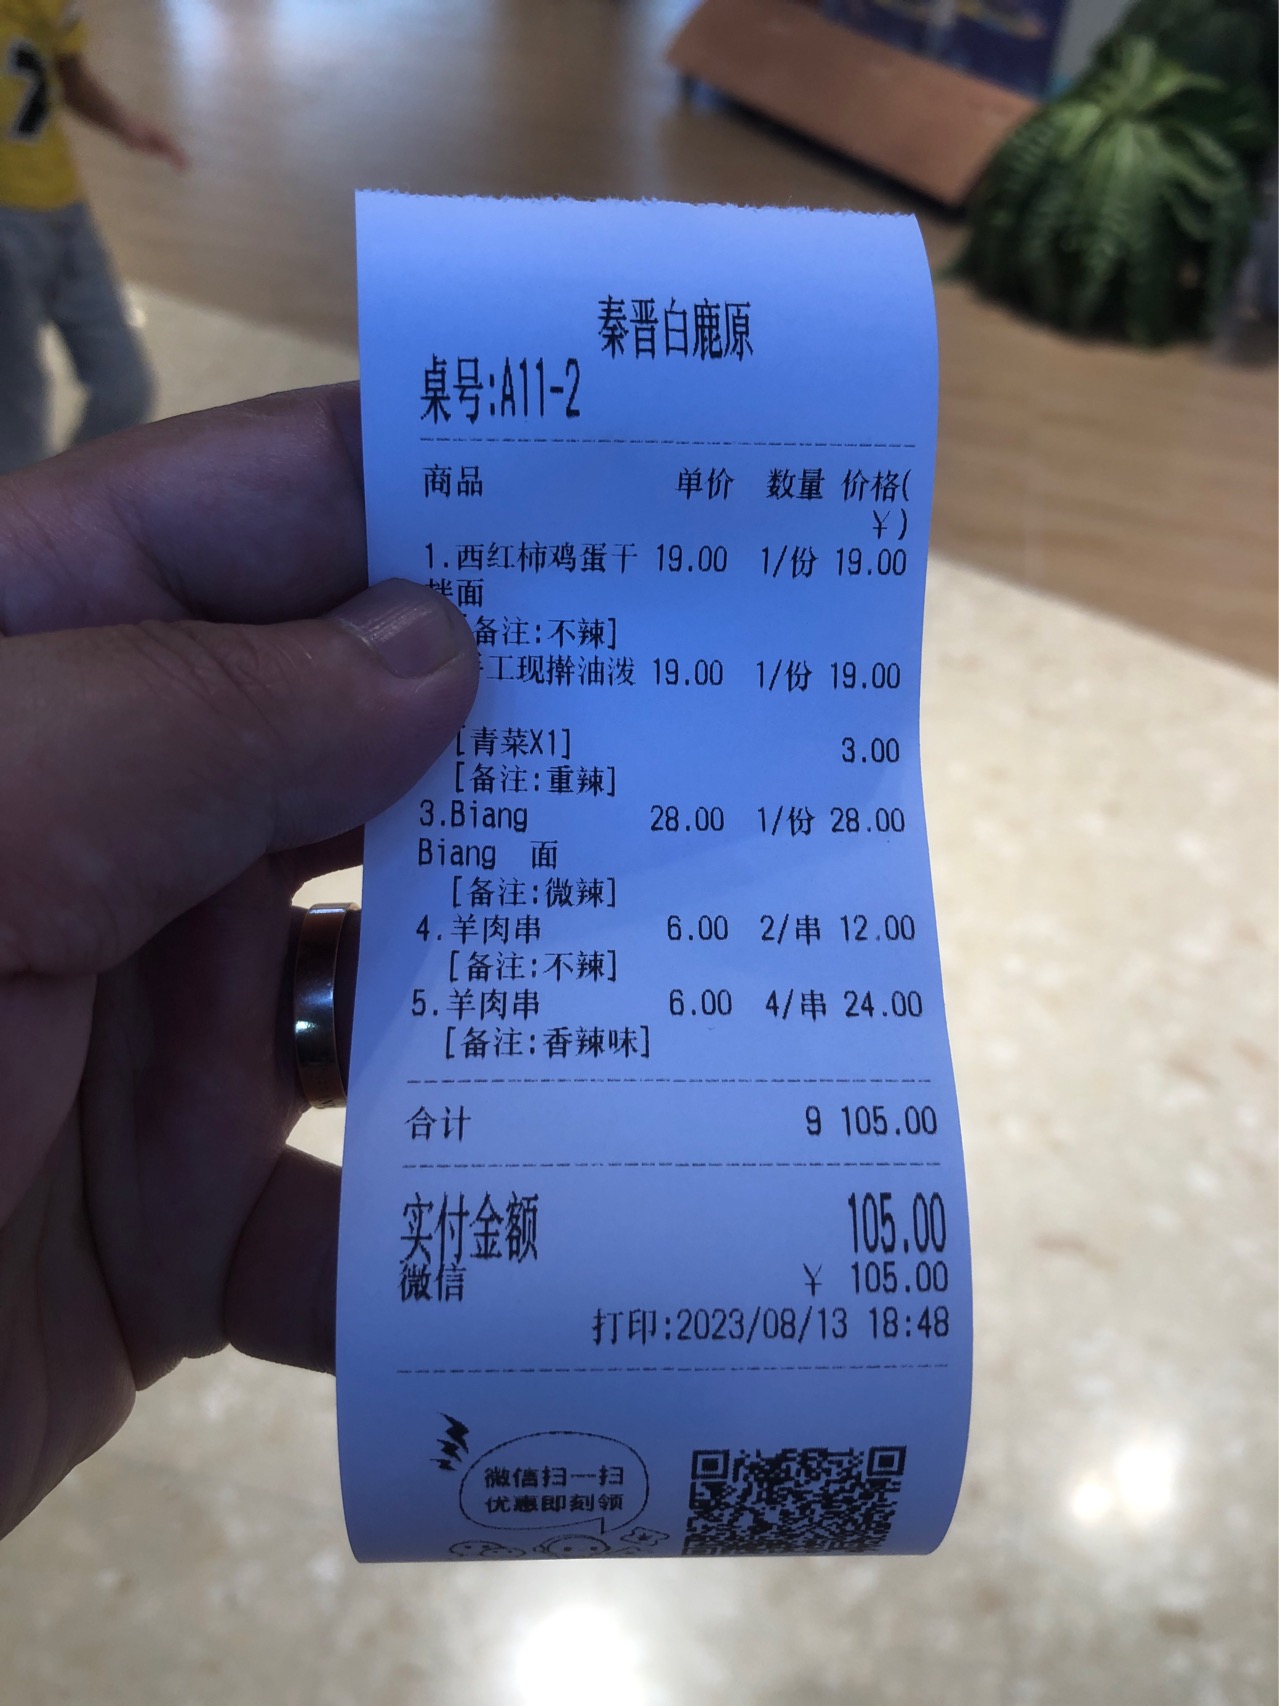 秦晋白鹿原
桌号:A11-2
商品 单价 数量 价格(
¥)
1.西红柿鸡蛋干 19.00 1/份 19.00
拌面
备注:不辣]
工现擀油泼 19.00 1/份 19.00
[青菜X1] 3.00
[备注:重辣]
3.Biang 28.00 1/份 28.00
Biang 面
[备注:微辣]
4.羊肉串 6.00 2/串 12.00
[备注:不辣]
5.羊肉串 6.00 4/串 24.00
[备注:香辣味]
合计 9 105.00
实付金额 105.00
微信 ¥ 105.00
打印:2023/08/13 18:48
微信扫一扫
优惠即刻领